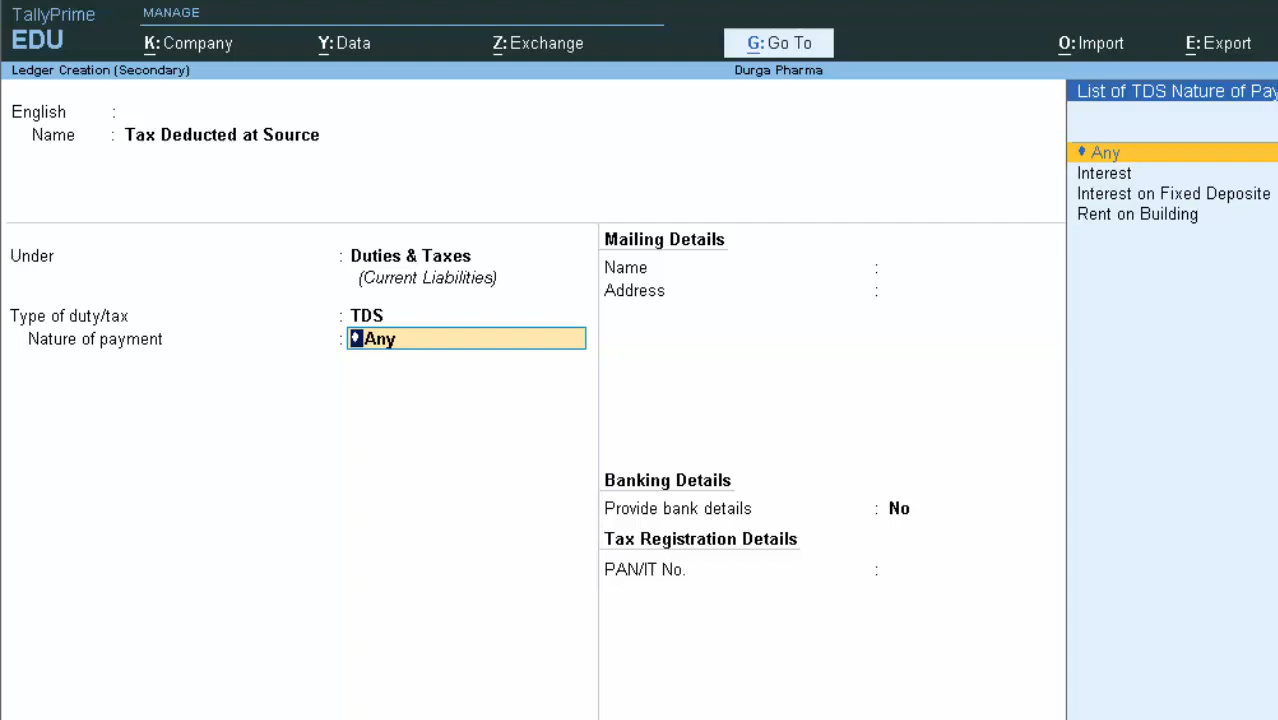 TallyPrime
MANAGE
EDU
K: Company
Y: Data
Z: Exchange
G: Go To
O: Import
E: Export
Ledger Creation (Secondary)
Durga Pharma
English :
Name : Tax Deducted at Source
Under : Duties & Taxes
(Current Liabilities)
Type of duty/tax : TDS
Nature of payment : ♦ Any
Mailing Details
Name :
Address :
Banking Details
Provide bank details : No
Tax Registration Details
PAN/IT No. :
List of TDS Nature of Pay
♦ Any
Interest
Interest on Fixed Deposite
Rent on Building